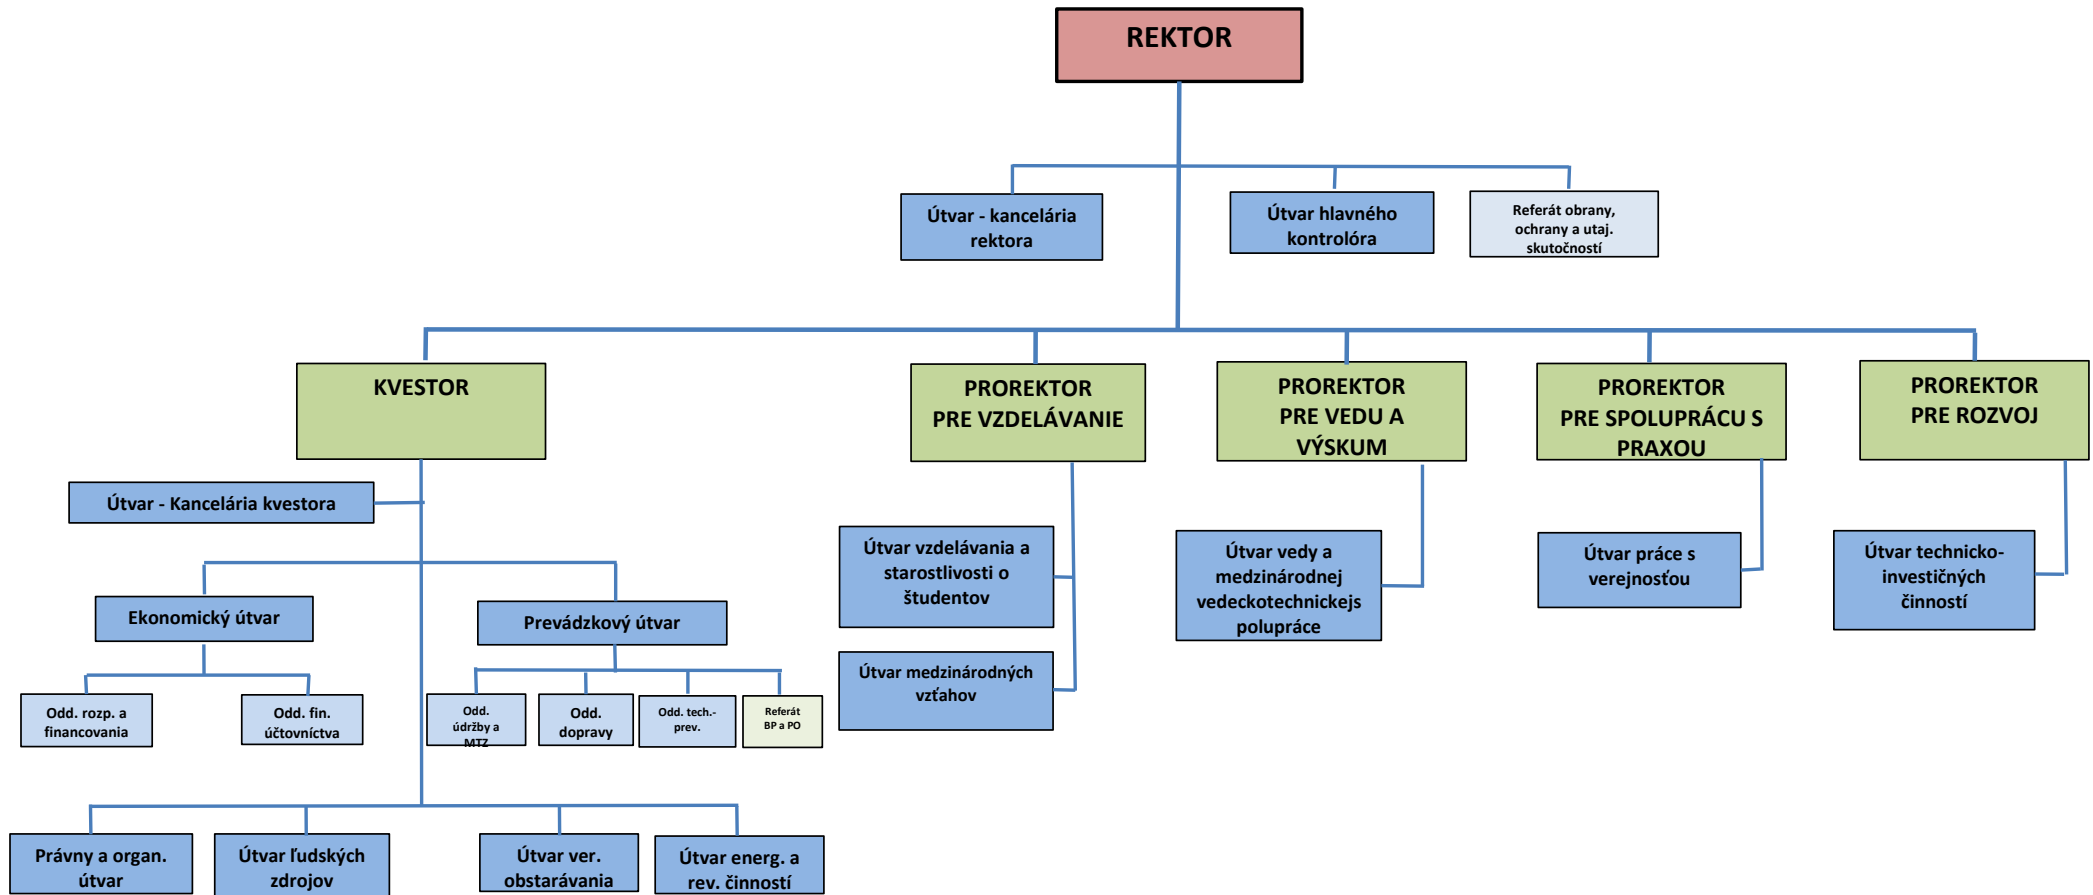 REKTOR
Útvar - kancelária
rektora
Útvar hlavného
kontrolóra
Referát obrany,
ochrany a utaj.
skutočností
KVESTOR
PROREKTOR
PRE VZDELÁVANIE
PROREKTOR
PRE VEDU A
VÝSKUM
PROREKTOR
PRE SPOLUPRÁCU S
PRAXOU
PROREKTOR
PRE ROZVOJ
Útvar - Kancelária kvestora
Útvar vzdelávania a
starostlivosti o
študentov
Útvar vedy a
medzinárodnej
vedeckotechnickejs
polupráce
Útvar práce s
verejnosťou
Útvar technicko-
investičných
činností
Ekonomický útvar
Prevádzkový útvar
Útvar medzinárodných
vzťahov
Odd. rozp. a
financovania
Odd. fin.
účtovníctva
Odd.
údržby a
MTZ
Odd.
dopravy
Odd. tech.-
prev.
Referát
BP a PO
Právny a organ.
útvar
Útvar ľudských
zdrojov
Útvar ver.
obstarávania
Útvar energ. a
rev. činností